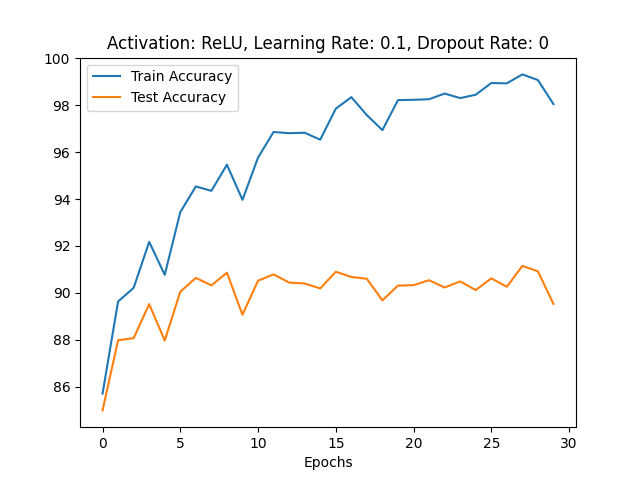 Activation: ReLU, Learning Rate: 0.1, Dropout Rate: 0
Train Accuracy
Test Accuracy
100
98
96
94
92
90
88
86
0 5 10 15 20 25 30
Epochs